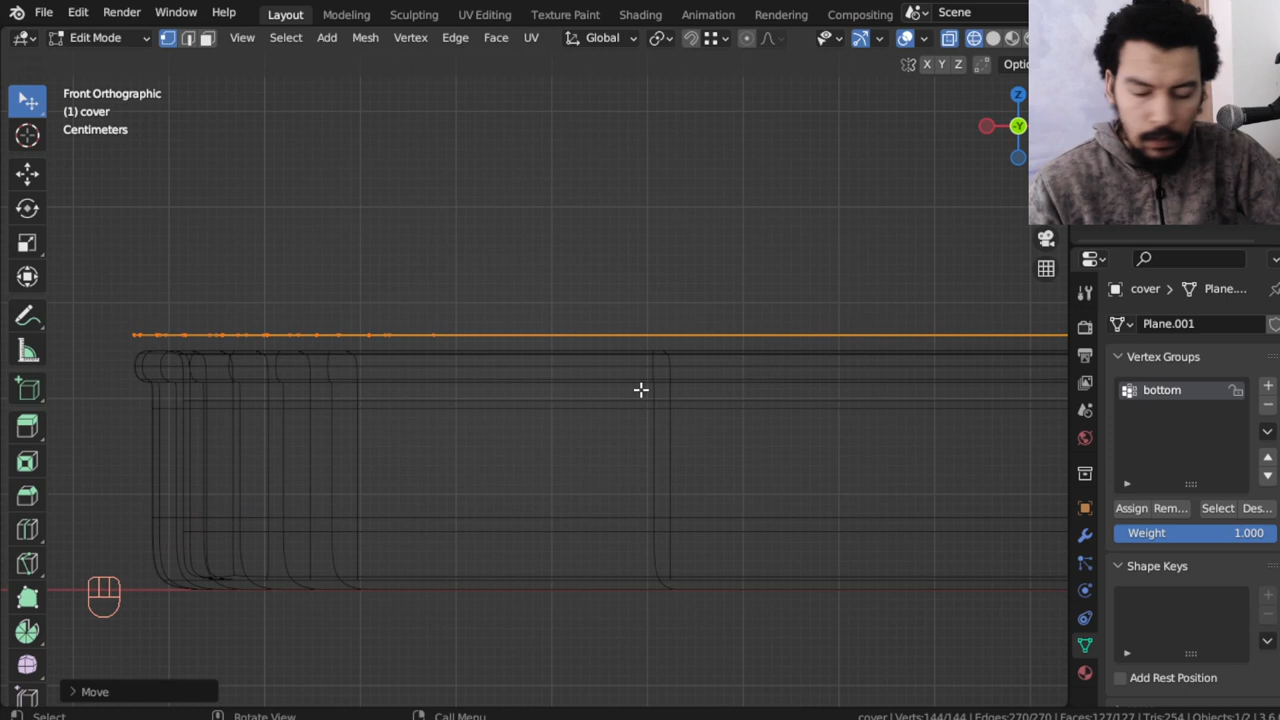 File Edit Render Window Help Layout Modeling Sculpting UV Editing Texture Paint Shading Animation Rendering Compositing Scene
Edit Mode View Select Add Mesh Vertex Edge Face UV Global
X Y Z
Front Orthographic
(1) cover
Centimeters
Z
-Y
cover > Plane....
Plane.001
Vertex Groups
bottom
Assign Rem... Select Des...
Weight 1.000
Shape Keys
Add Rest Position
> Move
Select Rotate View Call Menu cover | Verts:144/144 | Edges:270/270 | Faces:127/127 | Tris:254 | Objects:1/2 | 3.6